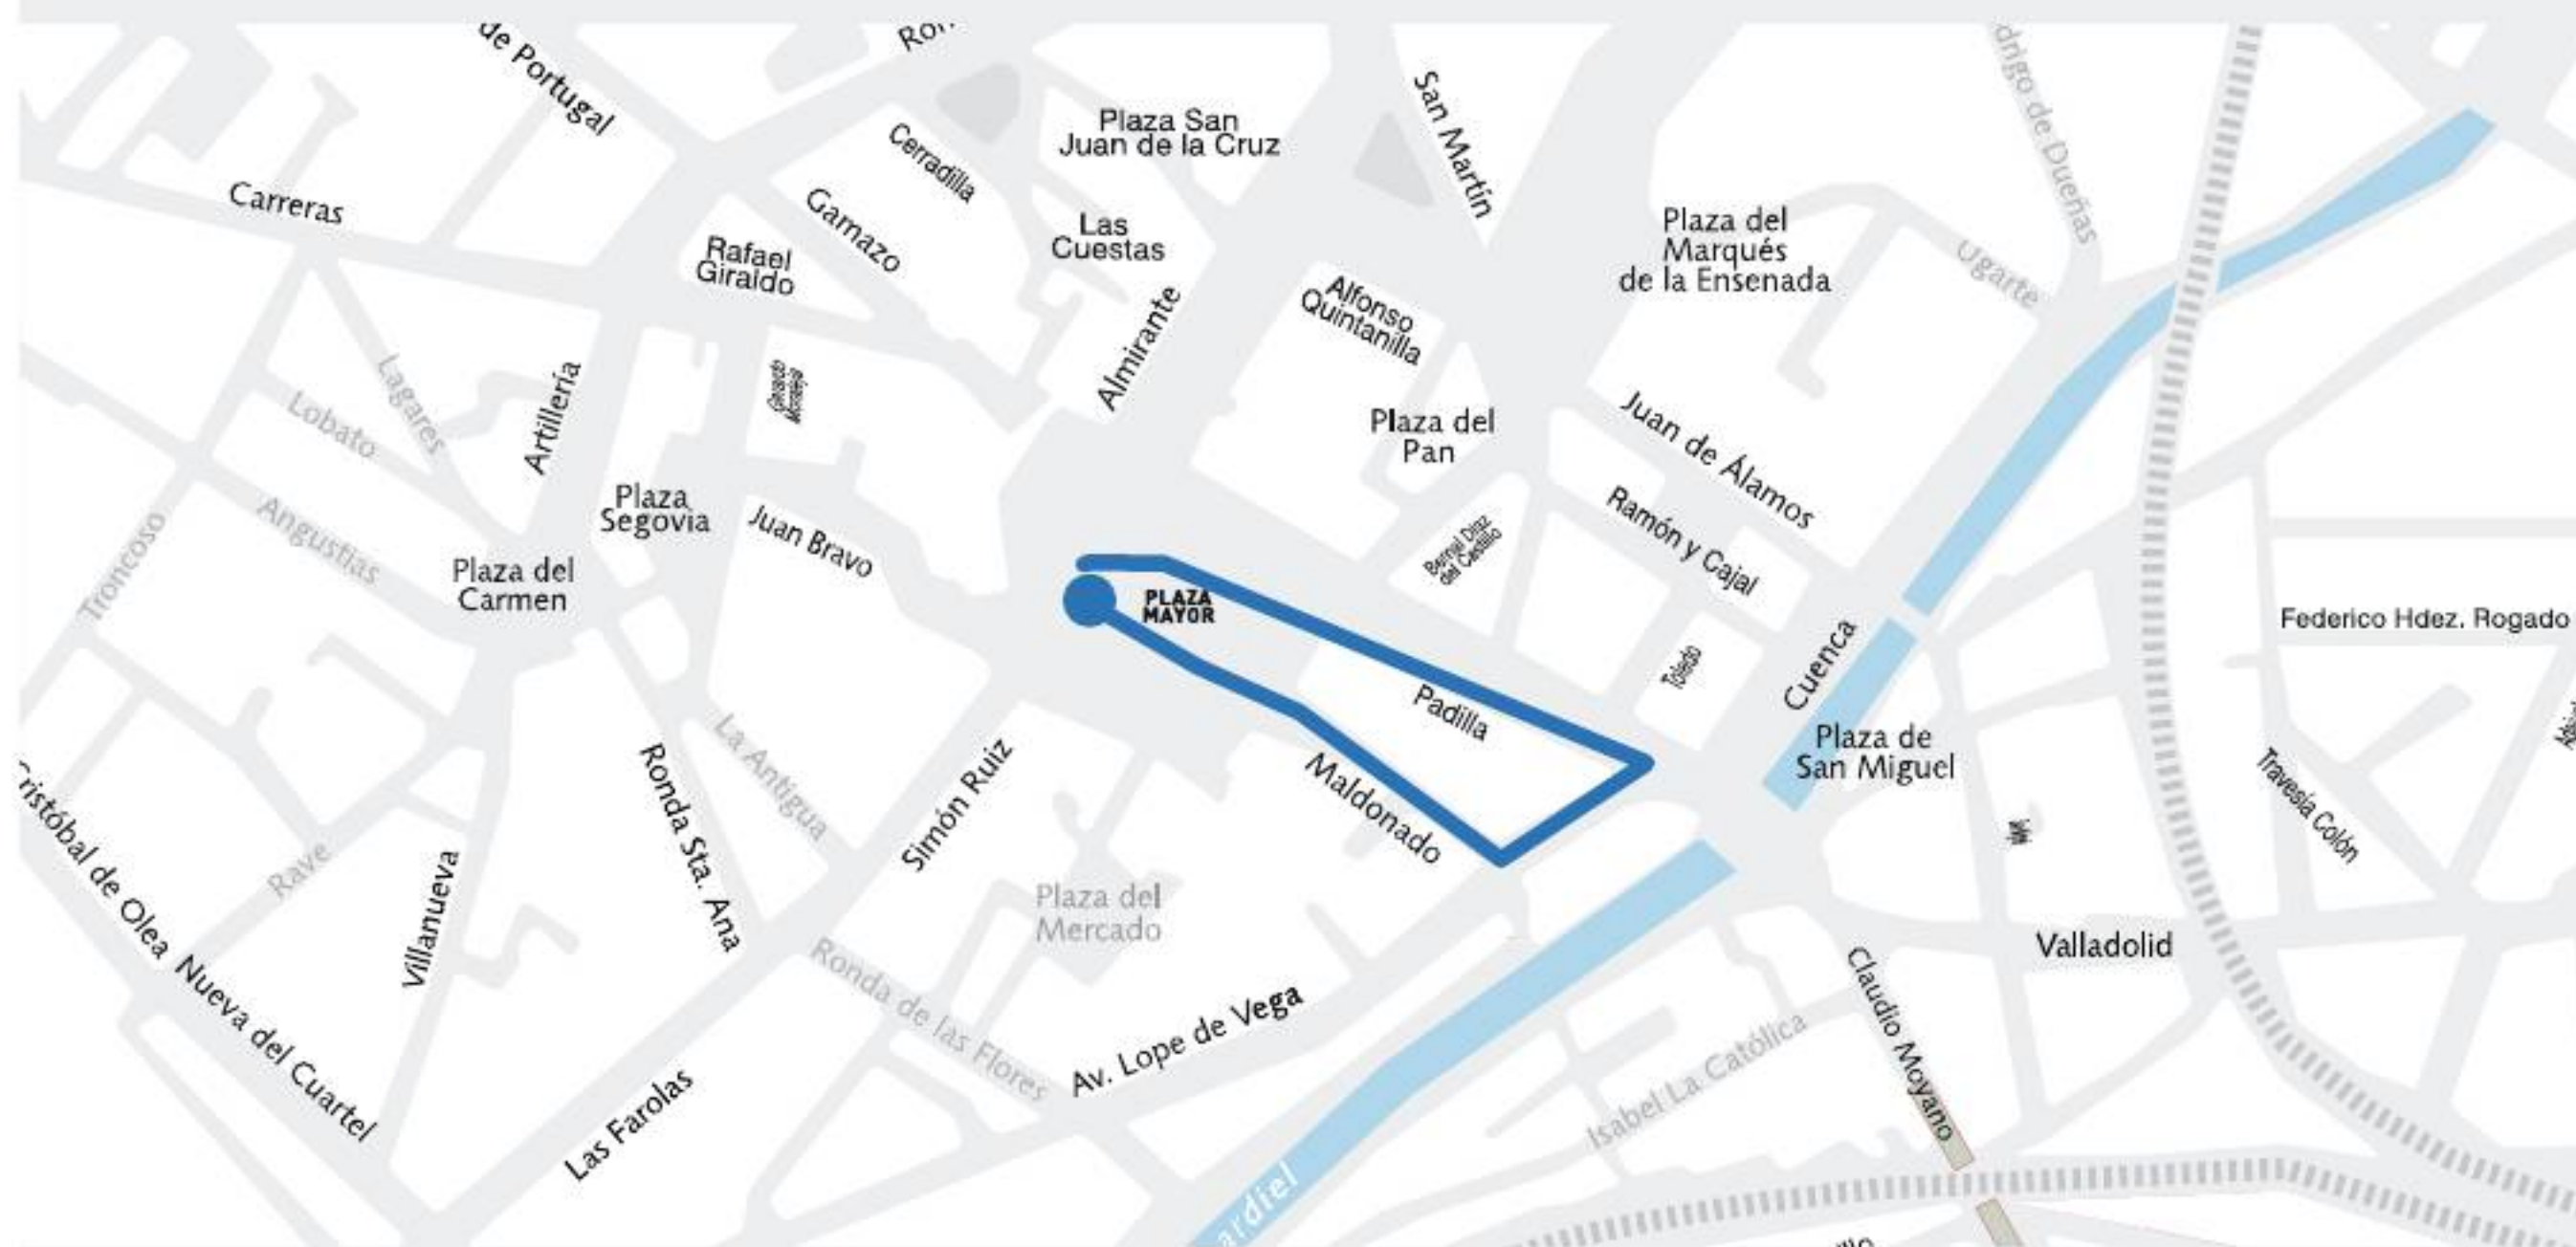 de Portugal
San Martín
Plaza San
Juan de la Cruz
Cerradilla
Carreras
Gamazo
Las
Cuestas
Rafael
Giraldo
Plaza del
Marqués
de la Ensenada
Ugarte
Almirante
Alfonso
Quintanilla
Lagares
Lobato
Artillería
Plaza del
Pan
Juan de Álamos
Plaza
Segovia
Juan Bravo
Ramón y Cajal
Bernal Díaz
del Castillo
Angustias
Troncoso
Plaza del
Carmen
PLAZA
MAYOR
Federico Hdez. Rogado
Toledo
Cuenca
Padilla
Plaza de
San Miguel
La Antigua
Ronda Sta. Ana
Simón Ruiz
Maldonado
Travesía Colón
Rave
Villanueva
Plaza del
Mercado
de Olea
Valladolid
Nueva del Cuartel
Ronda de las Flores
Av. Lope de Vega
Claudio Moyano
Isabel La Católica
Las Farolas